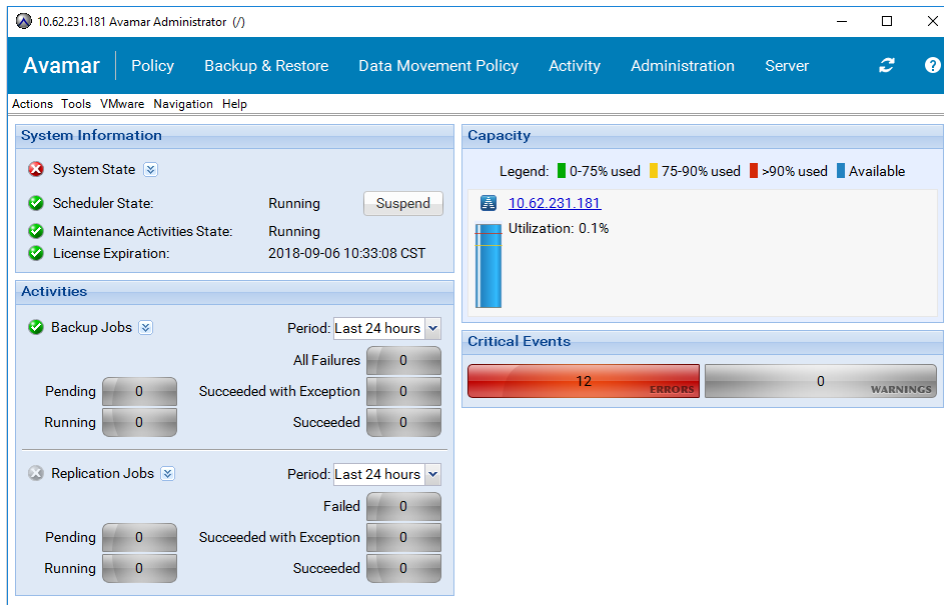 10.62.231.181 Avamar Administrator (/)
Avamar Policy Backup & Restore Data Movement Policy Activity Administration Server
Actions Tools VMware Navigation Help
System Information
System State
Scheduler State: Running Suspend
Maintenance Activities State: Running
License Expiration: 2018-09-06 10:33:08 CST
Activities
Backup Jobs Period: Last 24 hours
All Failures 0
Pending 0 Succeeded with Exception 0
Running 0 Succeeded 0
Replication Jobs Period: Last 24 hours
Failed 0
Pending 0 Succeeded with Exception 0
Running 0 Succeeded 0
Capacity
Legend: 0-75% used 75-90% used >90% used Available
10.62.231.181
Utilization: 0.1%
Critical Events
12 ERRORS 0 WARNINGS